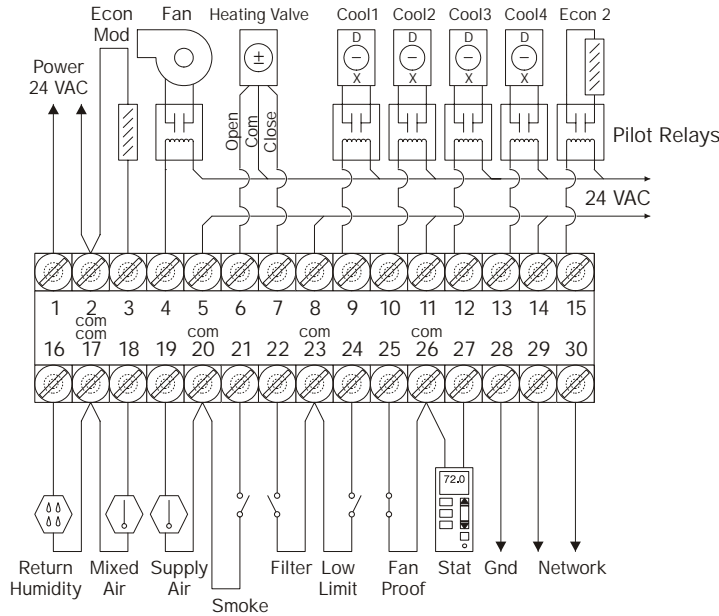 Econ
Mod
Fan
Heating Valve
Cool1
Cool2
Cool3
Cool4
Econ 2
Power
24 VAC
D
D
D
D
X
X
X
X
Open
Com
Close
Pilot Relays
24 VAC
1 2 3 4 5 6 7 8 9 10 11 12 13 14 15
com
com com com com
16 17 18 19 20 21 22 23 24 25 26 27 28 29 30
72.0
Return
Humidity
Mixed
Air
Supply
Air
Smoke
Filter
Low
Limit
Fan
Proof
Stat
Gnd
Network